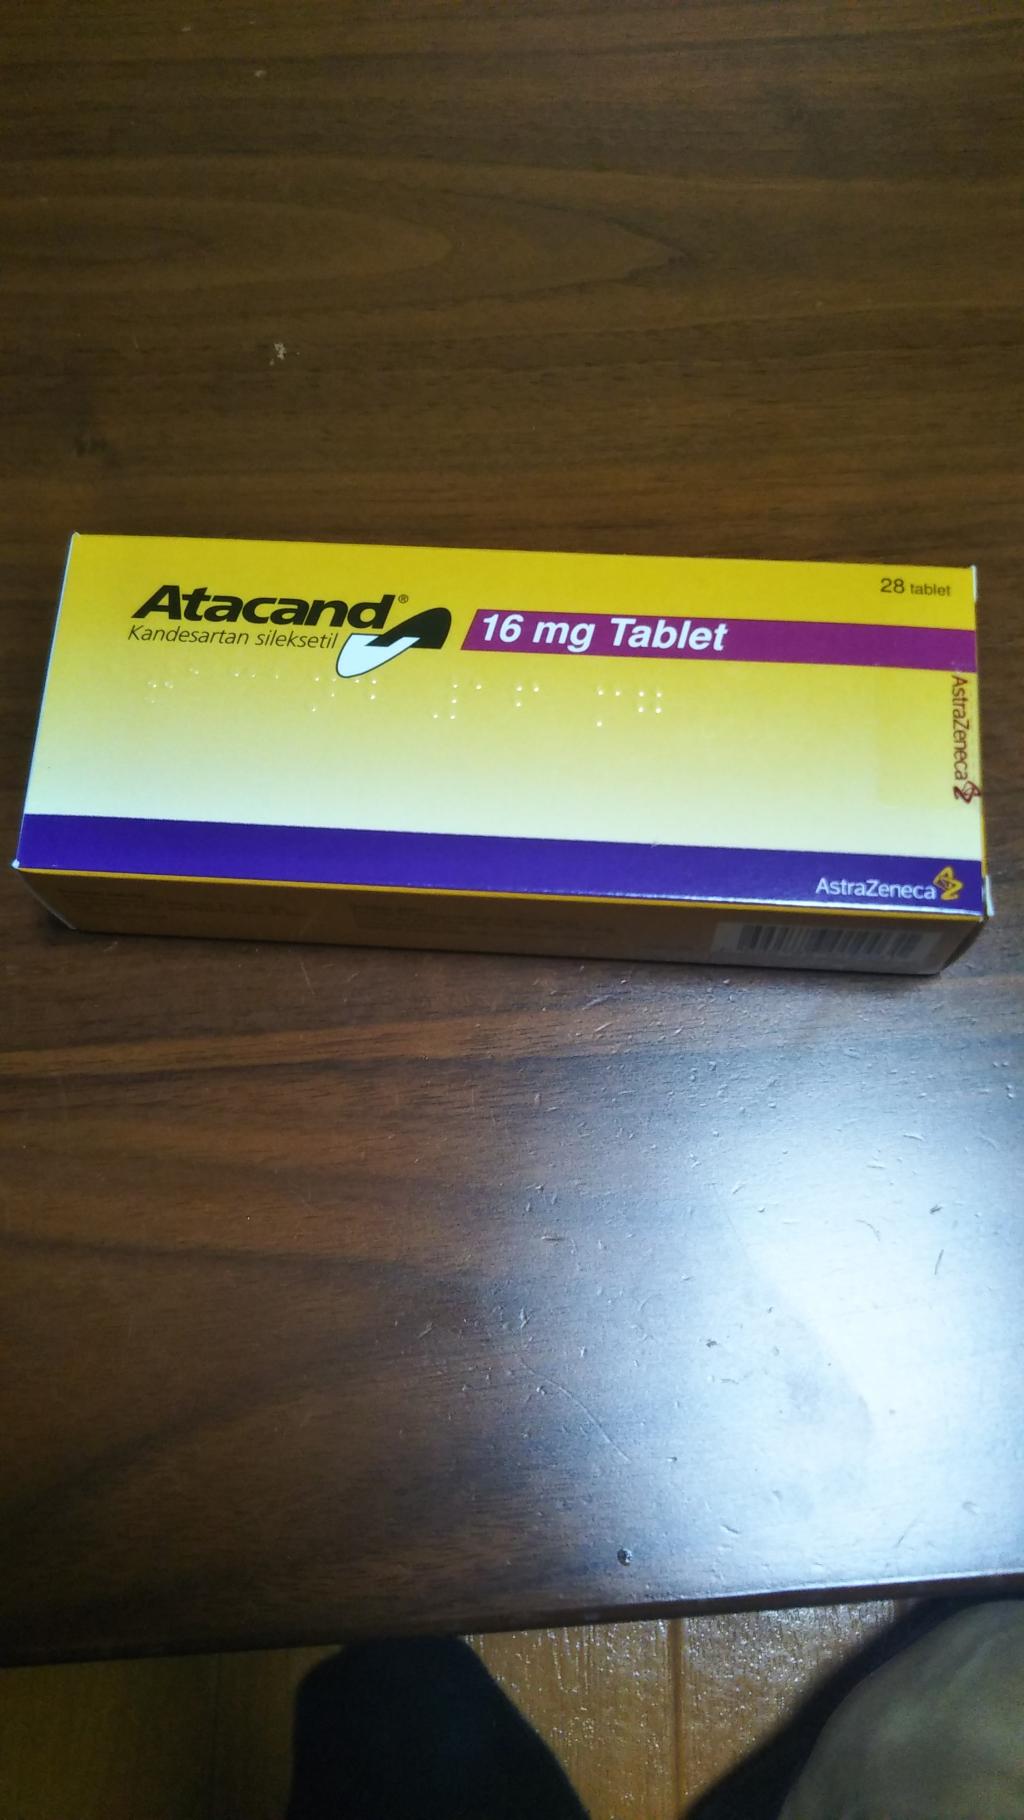 28 tablet
Atacand®
Kandesartan sileksetil
16 mg Tablet
AstraZeneca
AstraZeneca